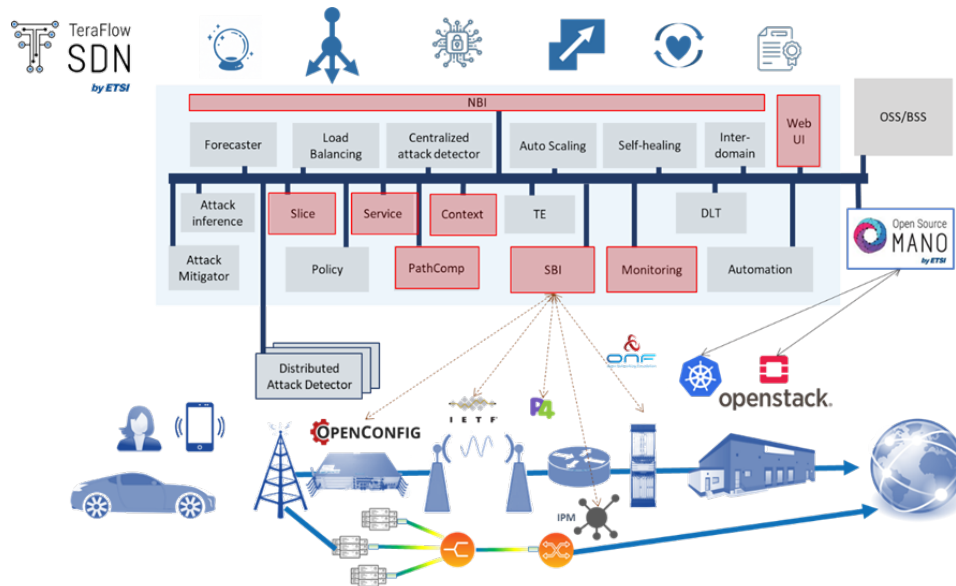 TeraFlow
SDN
by ETSI
NBI
Web
UI
OSS/BSS
Forecaster
Load
Balancing
Centralized
attack detector
Auto Scaling
Self-healing
Inter-
domain
Attack
inference
Slice
Service
Context
TE
DLT
Open Source
MANO
by ETSI
Attack
Mitigator
Policy
PathComp
SBI
Monitoring
Automation
Distributed
Attack Detector
ONF
openstack.
OPENCONFIG
I E T F
P4
IPM